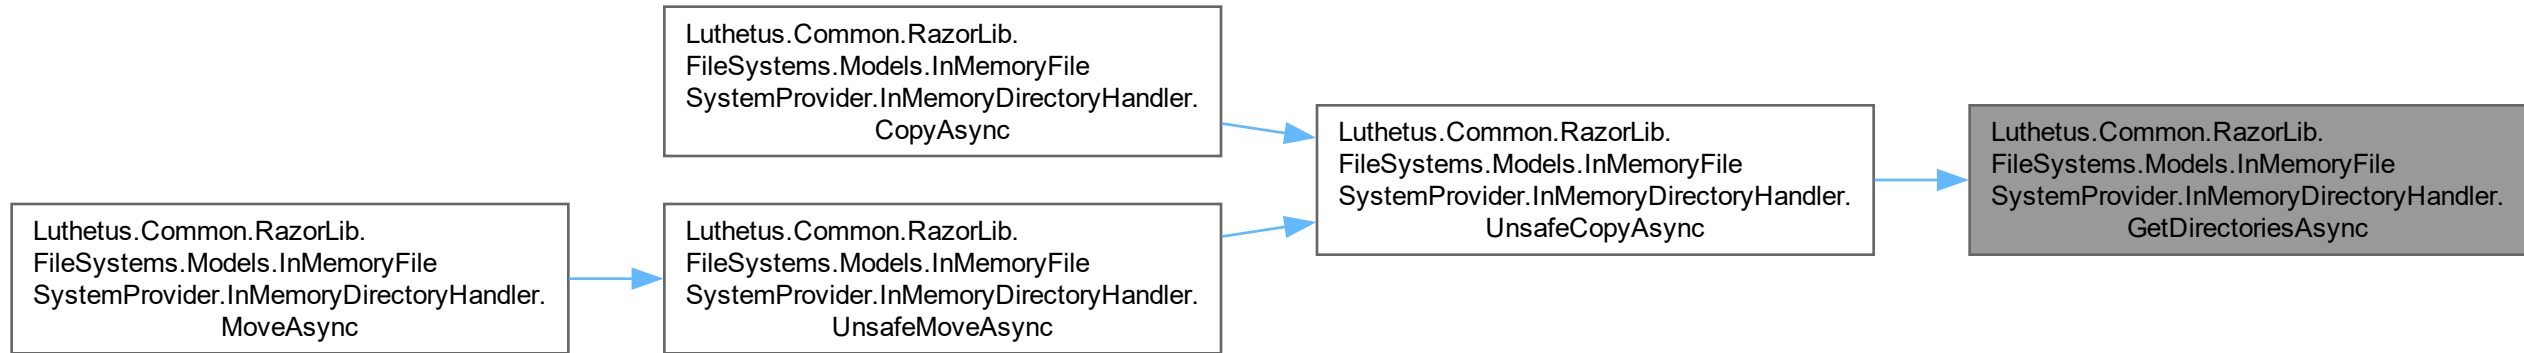 Luthetus.Common.RazorLib.
FileSystems.Models.InMemoryFile
SystemProvider.InMemoryDirectoryHandler.
CopyAsync
Luthetus.Common.RazorLib.
FileSystems.Models.InMemoryFile
SystemProvider.InMemoryDirectoryHandler.
MoveAsync
Luthetus.Common.RazorLib.
FileSystems.Models.InMemoryFile
SystemProvider.InMemoryDirectoryHandler.
UnsafeMoveAsync
Luthetus.Common.RazorLib.
FileSystems.Models.InMemoryFile
SystemProvider.InMemoryDirectoryHandler.
UnsafeCopyAsync
Luthetus.Common.RazorLib.
FileSystems.Models.InMemoryFile
SystemProvider.InMemoryDirectoryHandler.
GetDirectoriesAsync